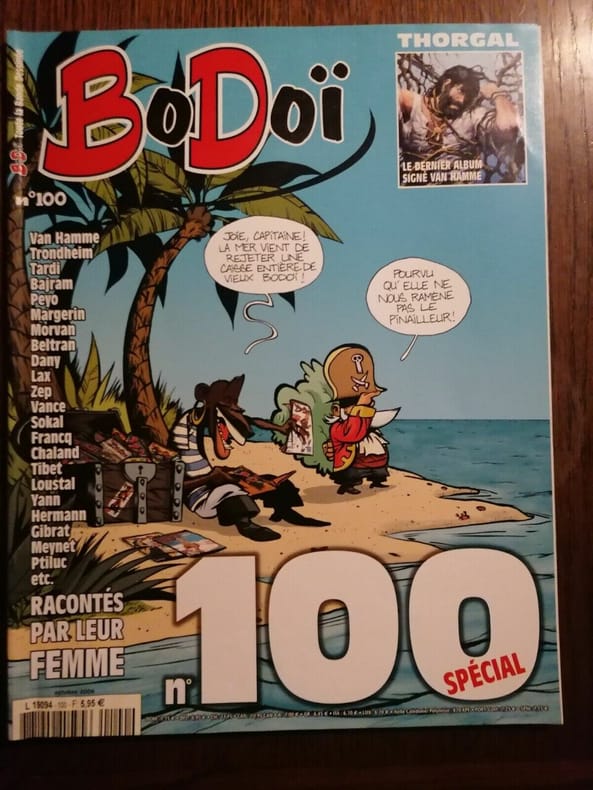 THORGAL
BoDoï
LE DERNIER ALBUM
SIGNÉ VAN HAMME
n°100
Van Hamme
Trondheim
Tardi
Bajram
Peyo
Margerin
Morvan
Beltran
Dany
Lax
Zep
Vance
Sokal
Francq
Chaland
Tibet
Loustal
Yann
Hermann
Gibrat
Meynet
Ptiluc
etc.
RACONTÉS
PAR LEUR
FEMME
JOIE, CAPITAINE!
LA MER VIENT DE
REJETER UNE
CAISSE ENTIÈRE DE
VIEUX BODOÏ!
POURVU
QU'ELLE NE
NOUS RAMÈNE
PAS LE
PINAILLEUR!
n°100
SPÉCIAL
L 19094 - 100 - F: 5,95 €